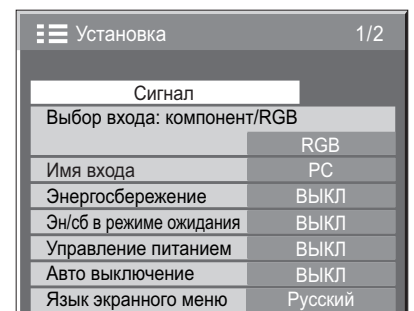 Установка 1/2
Сигнал
Выбор входа: компонент/RGB
RGB
Имя входа PC
Энергосбережение ВЫКЛ
Эн/сб в режиме ожидания ВЫКЛ
Управление питанием ВЫКЛ
Авто выключение ВЫКЛ
Язык экранного меню Русский